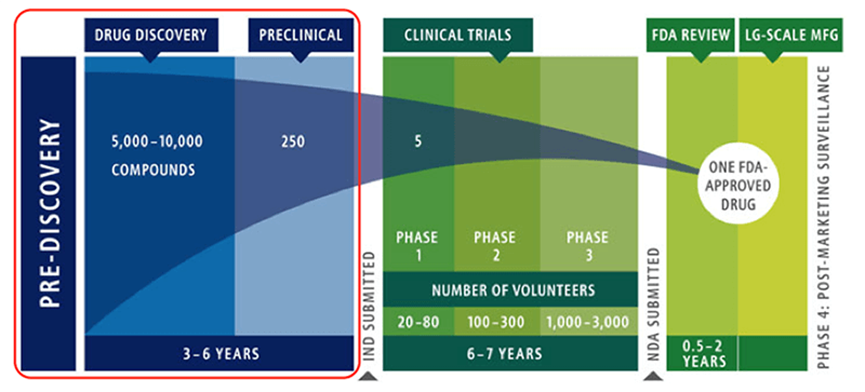 DRUG DISCOVERY
PRECLINICAL
CLINICAL TRIALS
FDA REVIEW
LG-SCALE MFG
PRE-DISCOVERY
5,000–10,000
COMPOUNDS
250
5
ONE FDA-
APPROVED
DRUG
PHASE
1
PHASE
2
PHASE
3
NUMBER OF VOLUNTEERS
20–80
100–300
1,000–3,000
3–6 YEARS
IND SUBMITTED
6–7 YEARS
NDA SUBMITTED
0.5–2
YEARS
PHASE 4: POST-MARKETING SURVEILLANCE